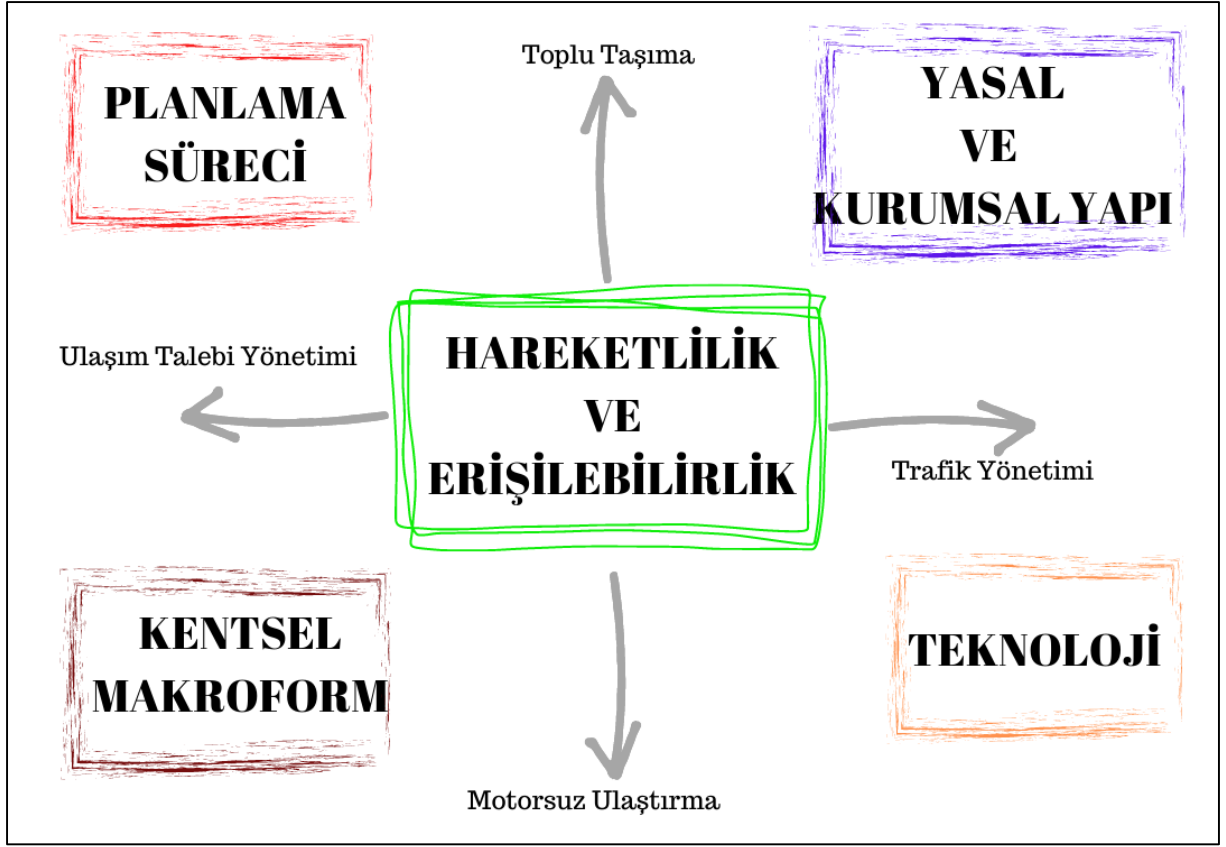 Toplu Taşıma
PLANLAMA
SÜRECİ
YASAL
VE
KURUMSAL YAPI
Ulaşım Talebi Yönetimi
HAREKETLİLİK
VE
ERİŞİLEBİLİRLİK
Trafik Yönetimi
KENTSEL
MAKROFORM
TEKNOLOJİ
Motorsuz Ulaştırma